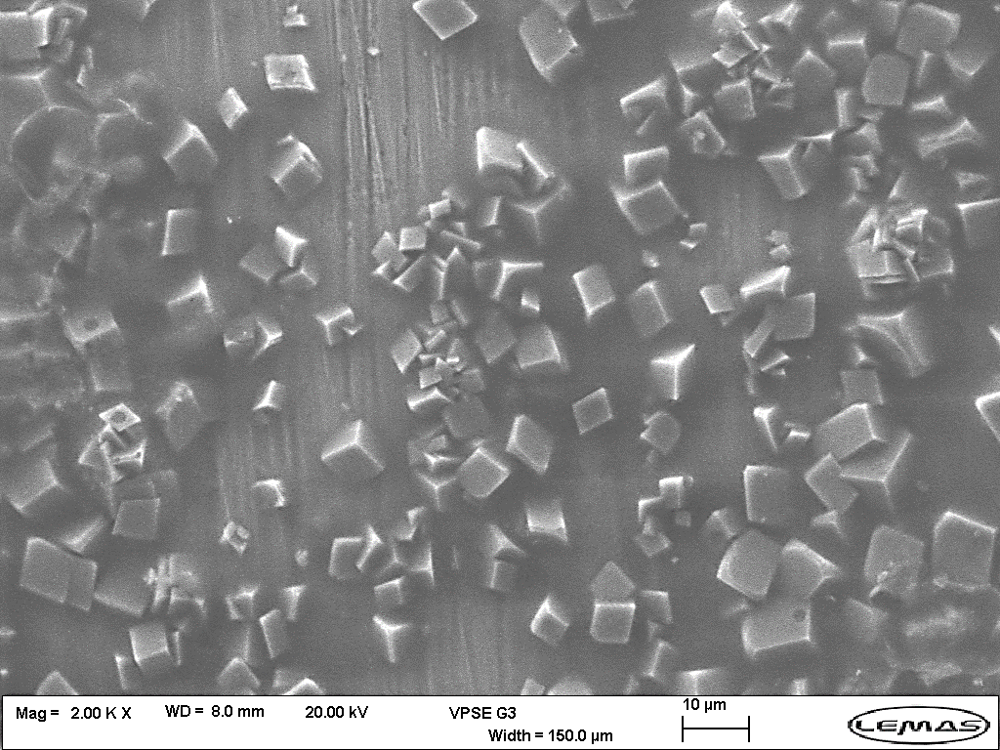 Mag = 2.00 K X WD = 8.0 mm 20.00 kV VPSE G3 10 µm
Width = 150.0 µm
LEMAS